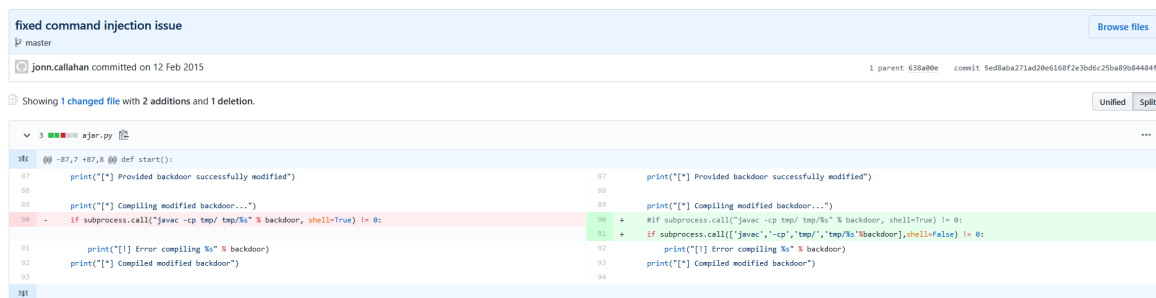 fixed command injection issue
Browse files
master
jonn.callahan committed on 12 Feb 2015
1 parent 638a00e commit 5ed8aba271ad20e6168f2e3bd6c25ba89b84484f
Showing 1 changed file with 2 additions and 1 deletion.
Unified Split
3 ajar.py
@@ -87,7 +87,8 @@ def start():
87 print("[*] Provided backdoor successfully modified")
88
89 print("[*] Compiling modified backdoor...")
90 - if subprocess.call("javac -cp tmp/ tmp/%s" % backdoor, shell=True) != 0:
91 print("[!] Error compiling %s" % backdoor)
92 print("[*] Compiled modified backdoor")
93
87 print("[*] Provided backdoor successfully modified")
88
89 print("[*] Compiling modified backdoor...")
90 + #if subprocess.call("javac -cp tmp/ tmp/%s" % backdoor, shell=True) != 0:
91 + if subprocess.call(['javac','-cp','tmp/','tmp/%s'%backdoor],shell=False) != 0:
92 print("[!] Error compiling %s" % backdoor)
93 print("[*] Compiled modified backdoor")
94